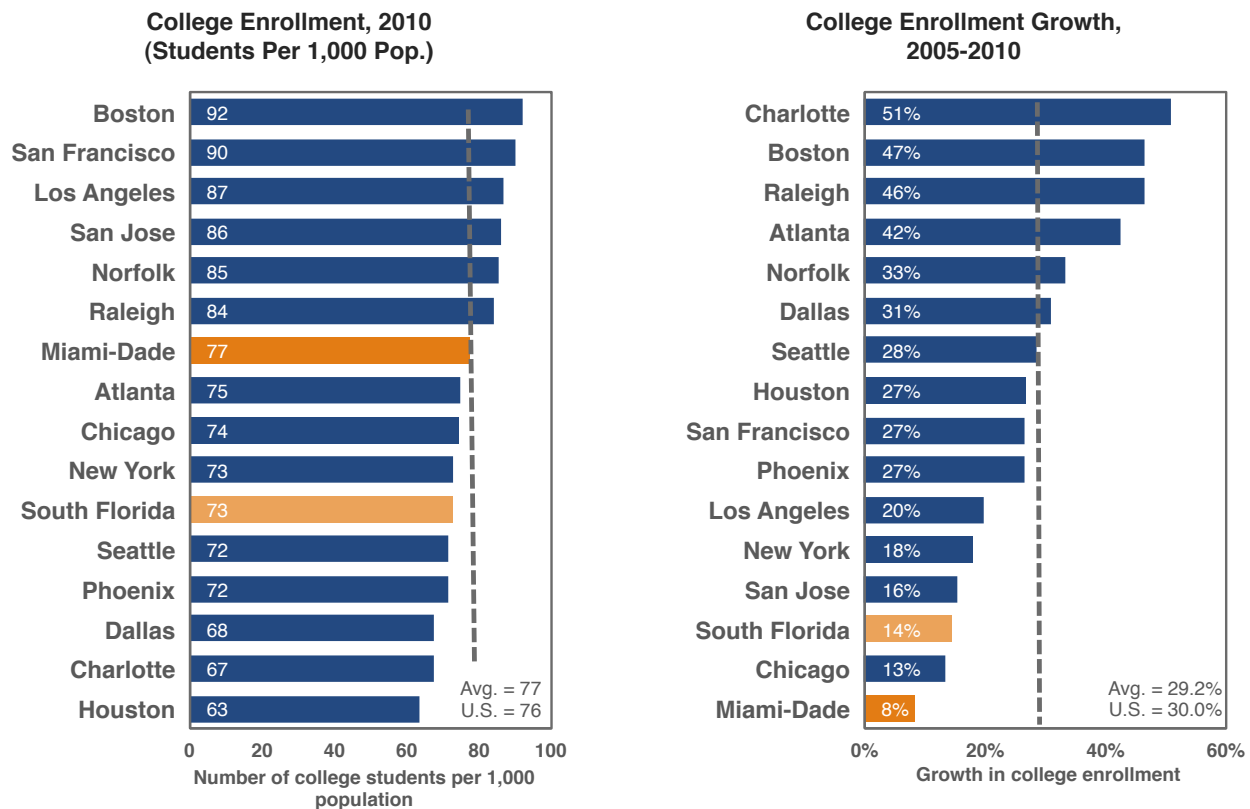 College Enrollment, 2010
(Students Per 1,000 Pop.)
Boston 92
San Francisco 90
Los Angeles 87
San Jose 86
Norfolk 85
Raleigh 84
Miami-Dade 77
Atlanta 75
Chicago 74
New York 73
South Florida 73
Seattle 72
Phoenix 72
Dallas 68
Charlotte 67
Houston 63
Avg. = 77
U.S. = 76
0 20 40 60 80 100
Number of college students per 1,000
population
College Enrollment Growth,
2005-2010
Charlotte 51%
Boston 47%
Raleigh 46%
Atlanta 42%
Norfolk 33%
Dallas 31%
Seattle 28%
Houston 27%
San Francisco 27%
Phoenix 27%
Los Angeles 20%
New York 18%
San Jose 16%
South Florida 14%
Chicago 13%
Miami-Dade 8%
Avg. = 29.2%
U.S. = 30.0%
0% 20% 40% 60%
Growth in college enrollment